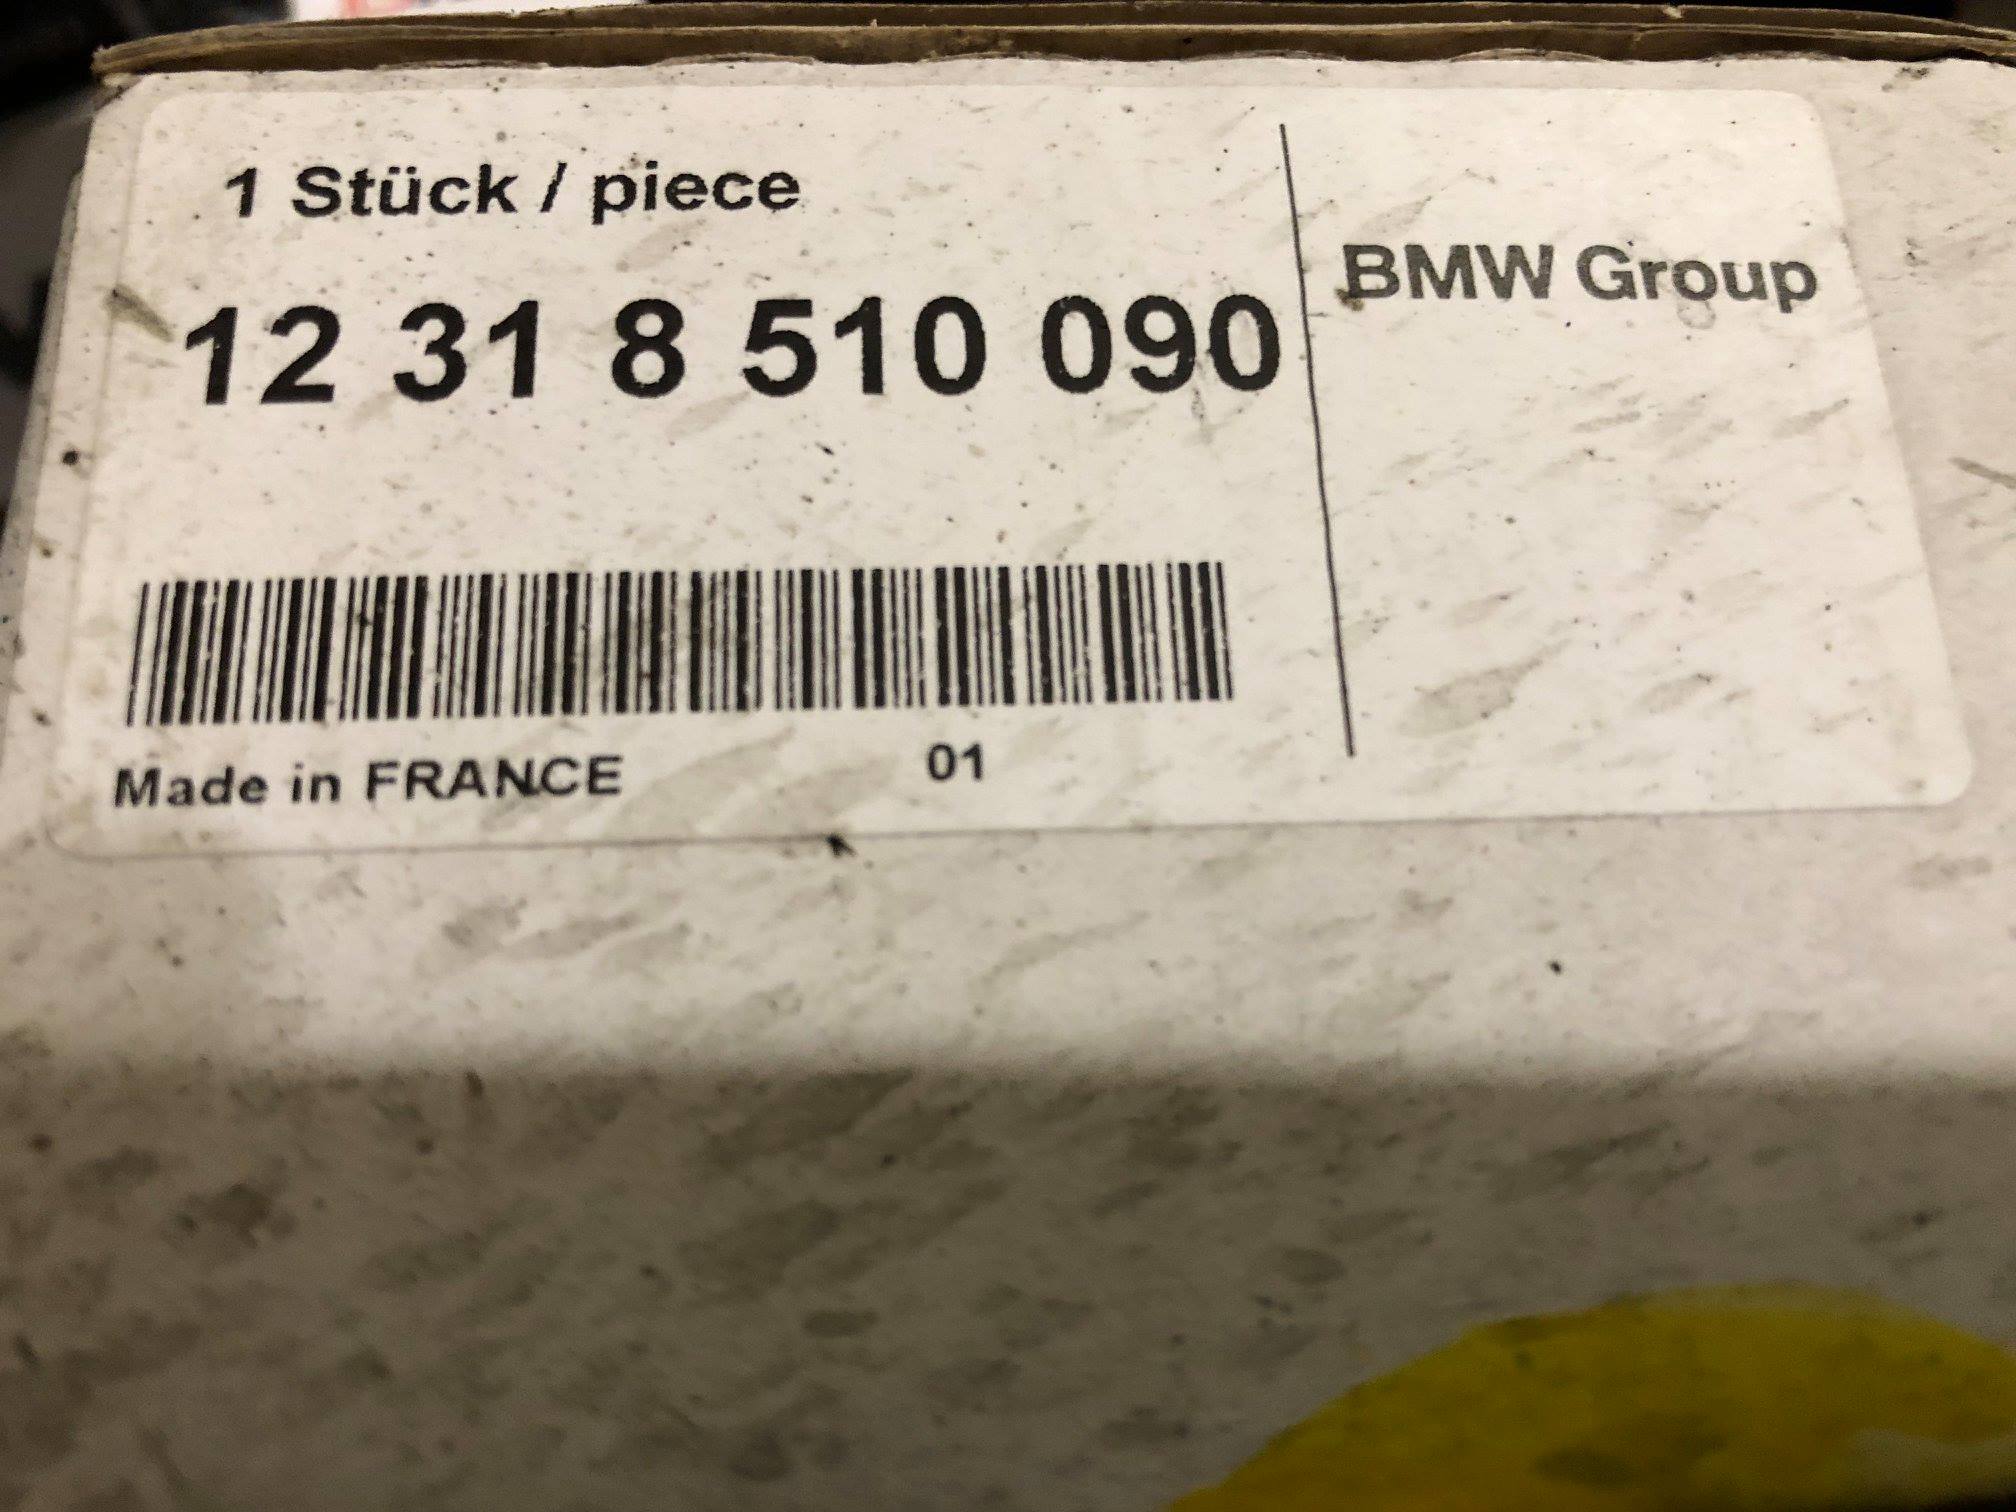 1 Stück / piece
12 31 8 510 090
BMW Group
Made in FRANCE 01